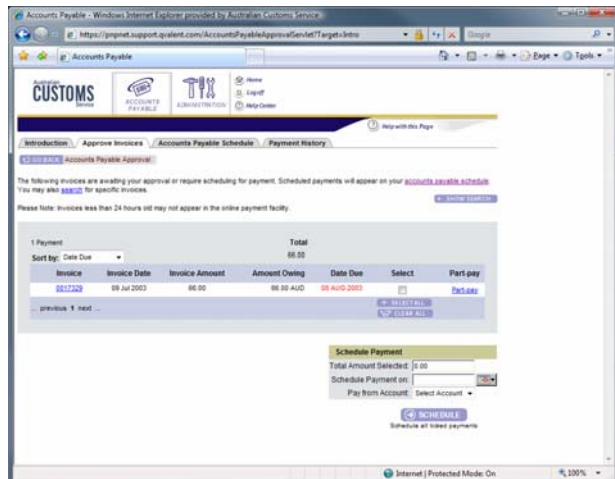 Accounts Payable - Windows Internet Explorer provided by Australian Customs Service
https://pnpnet.support.qvalent.com/AccountsPayableApprovalServlet?Target=Intro
Google
Accounts Payable
Page
Tools
Australian
CUSTOMS
Service
ACCOUNTS
PAYABLE
ADMINISTRATION
Home
Logoff
Help Center
Help with this Page
Introduction Approve Invoices Accounts Payable Schedule Payment History
GO BACK Accounts Payable Approval
The following invoices are awaiting your approval or require scheduling for payment. Scheduled payments will appear on your accounts payable schedule.
You may also search for specific invoices.
SHOW SEARCH
Please Note: Invoices less than 24 hours old may not appear in the online payment facility.
1 Payment Total
66.00
Sort by: Date Due
Invoice Invoice Date Invoice Amount Amount Owing Date Due Select Part-pay
0017329 Jul 2003 66.00 66.00 AUD AUG 2003 Part-pay
... previous 1 next ...
SELECT ALL
CLEAR ALL
Schedule Payment
Total Amount Selected: 0.00
Schedule Payment on:
Pay from Account: Select Account
SCHEDULE
Schedule all ticked payments
Internet | Protected Mode: On 100%